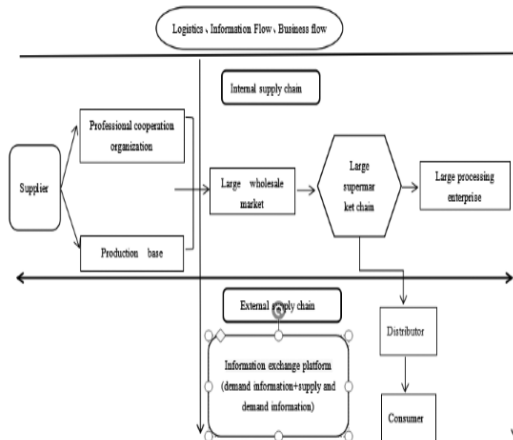 Logistics、Information Flow、Business flow
Internal supply chain
Professional cooperation
organization
Supplier
Large wholesale
market
Large
supermar
ket chain
Large processing
enterprise
Production base
External supply chain
Information exchange platform
(demand information+supply and
demand information)
Distributor
Consumer